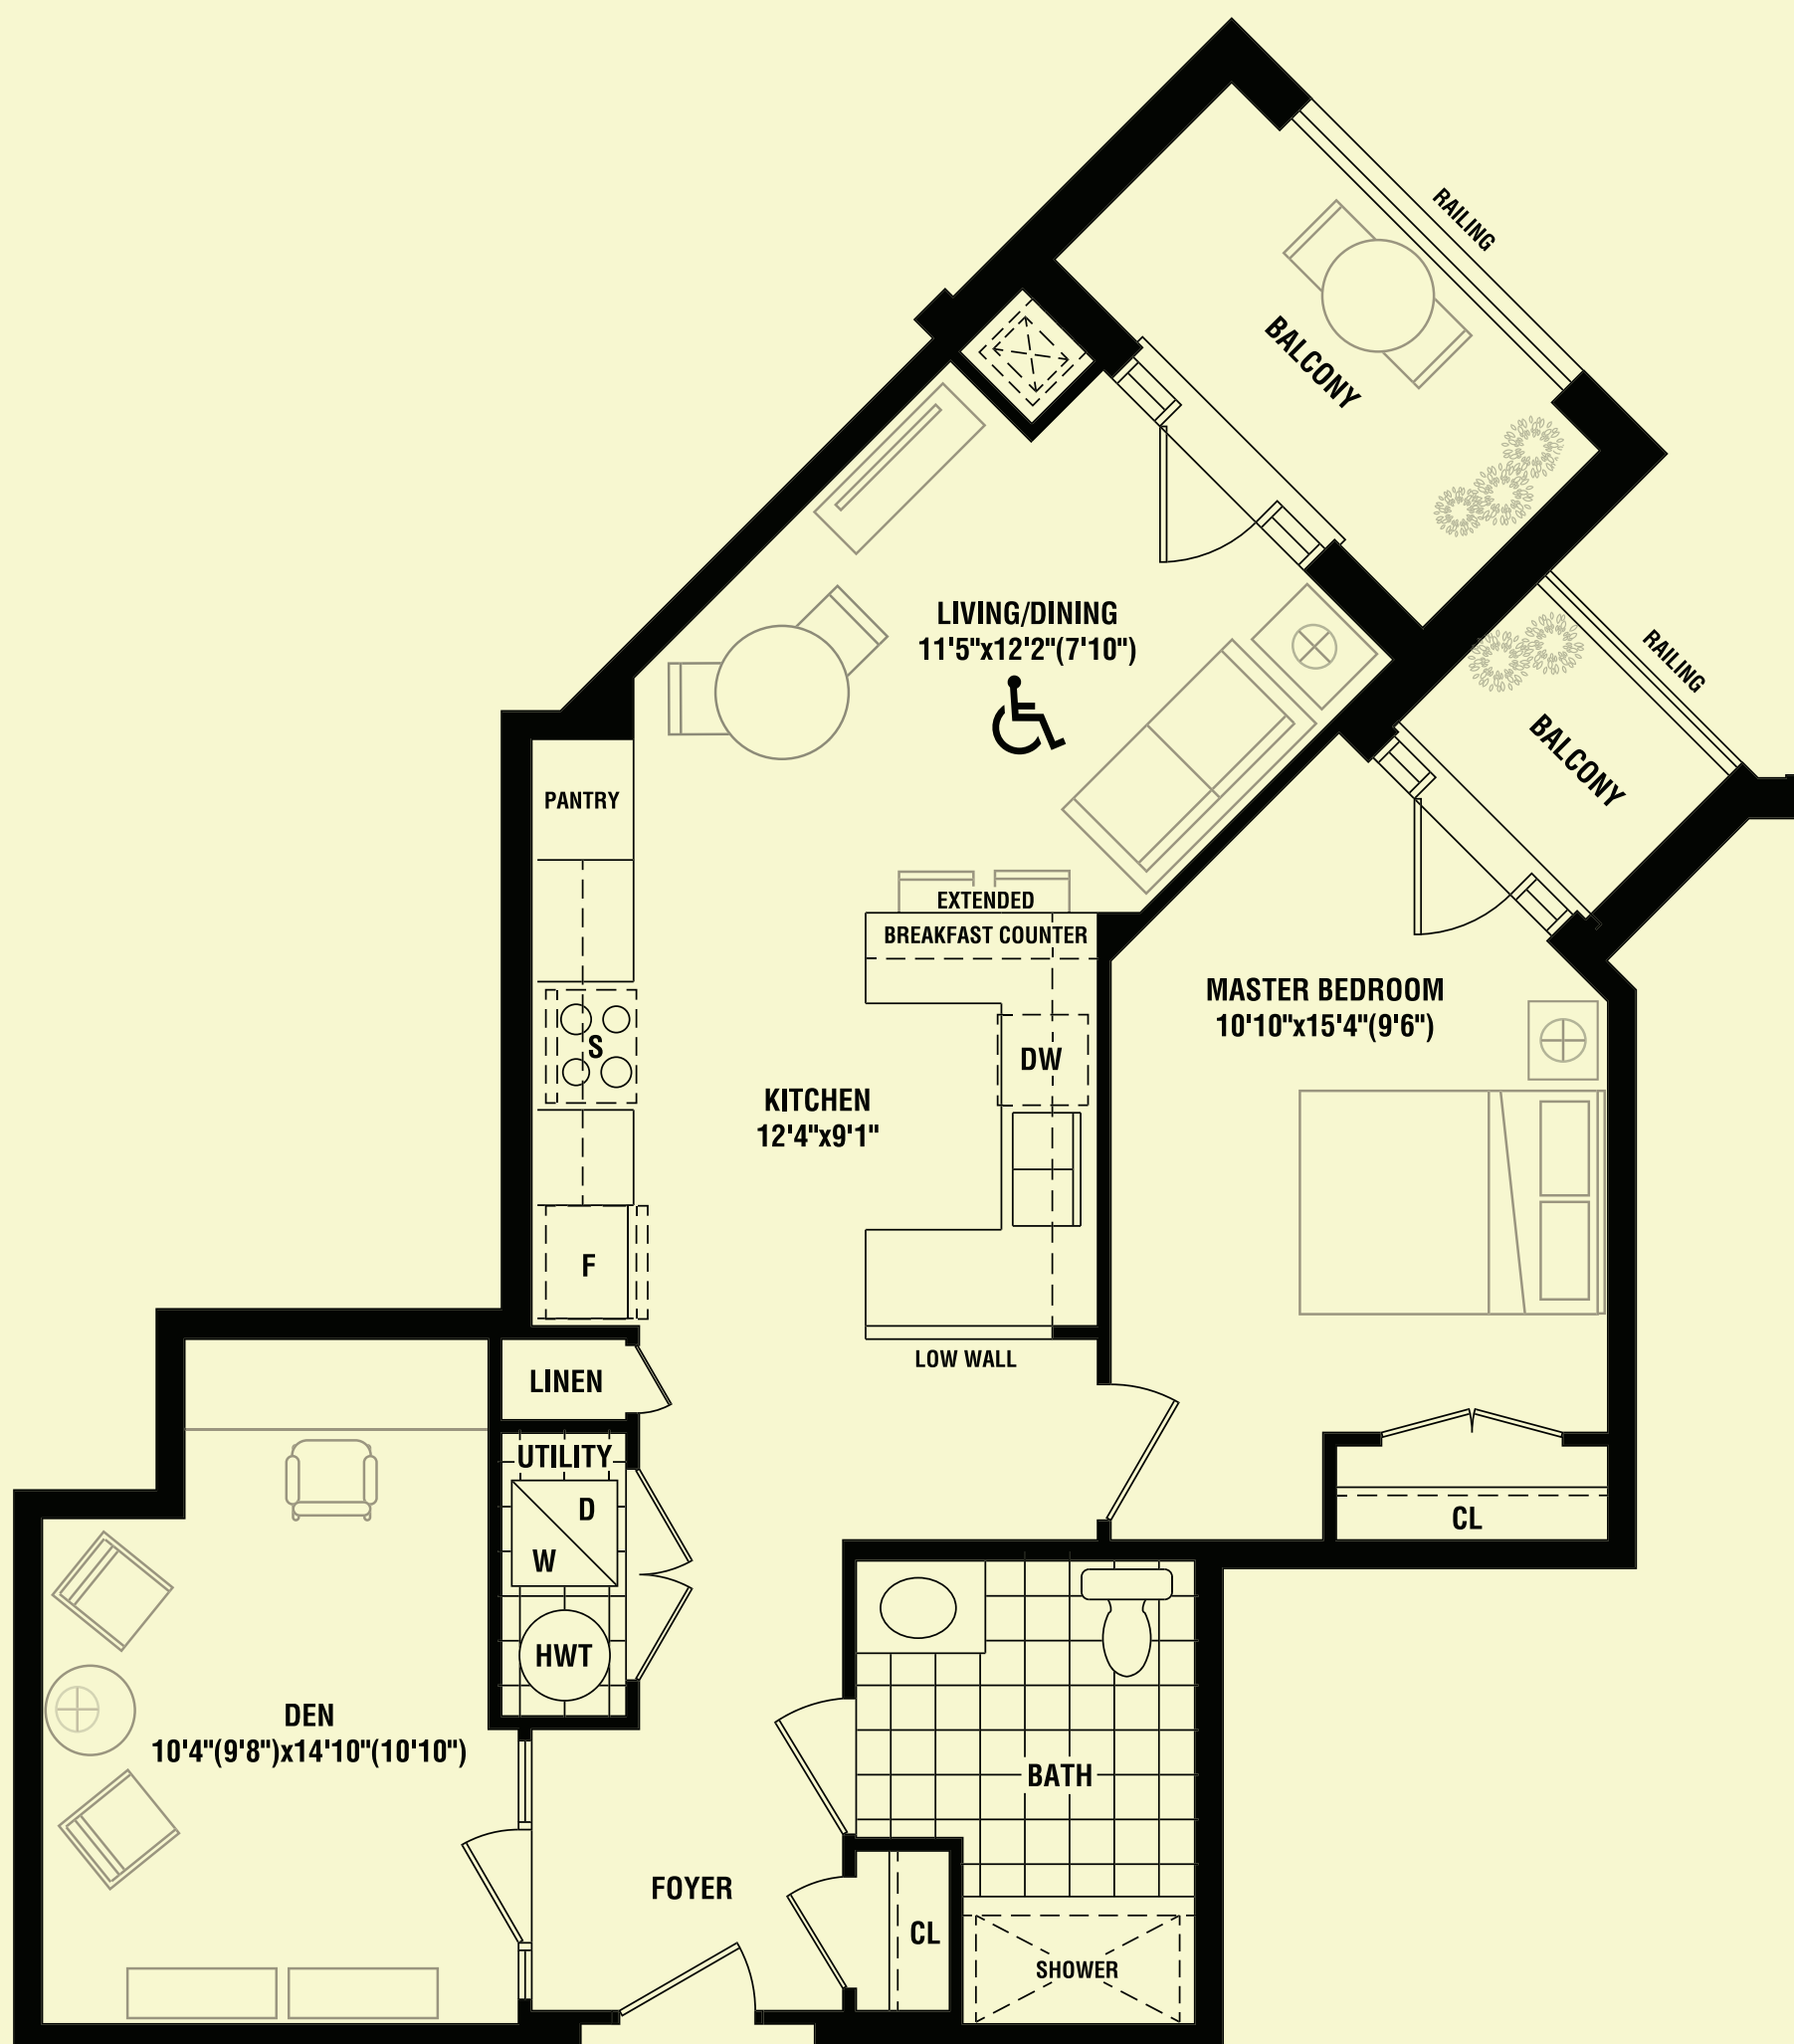 RAILING
BALCONY
LIVING/DINING
11'5"x12'2"(7'10")
RAILING
BALCONY
PANTRY
EXTENDED
BREAKFAST COUNTER
MASTER BEDROOM
10'10"x15'4"(9'6")
S
DW
KITCHEN
12'4"x9'1"
F
LOW WALL
LINEN
UTILITY
D
W
CL
HWT
DEN
10'4"(9'8")x14'10"(10'10")
BATH
FOYER
CL
SHOWER